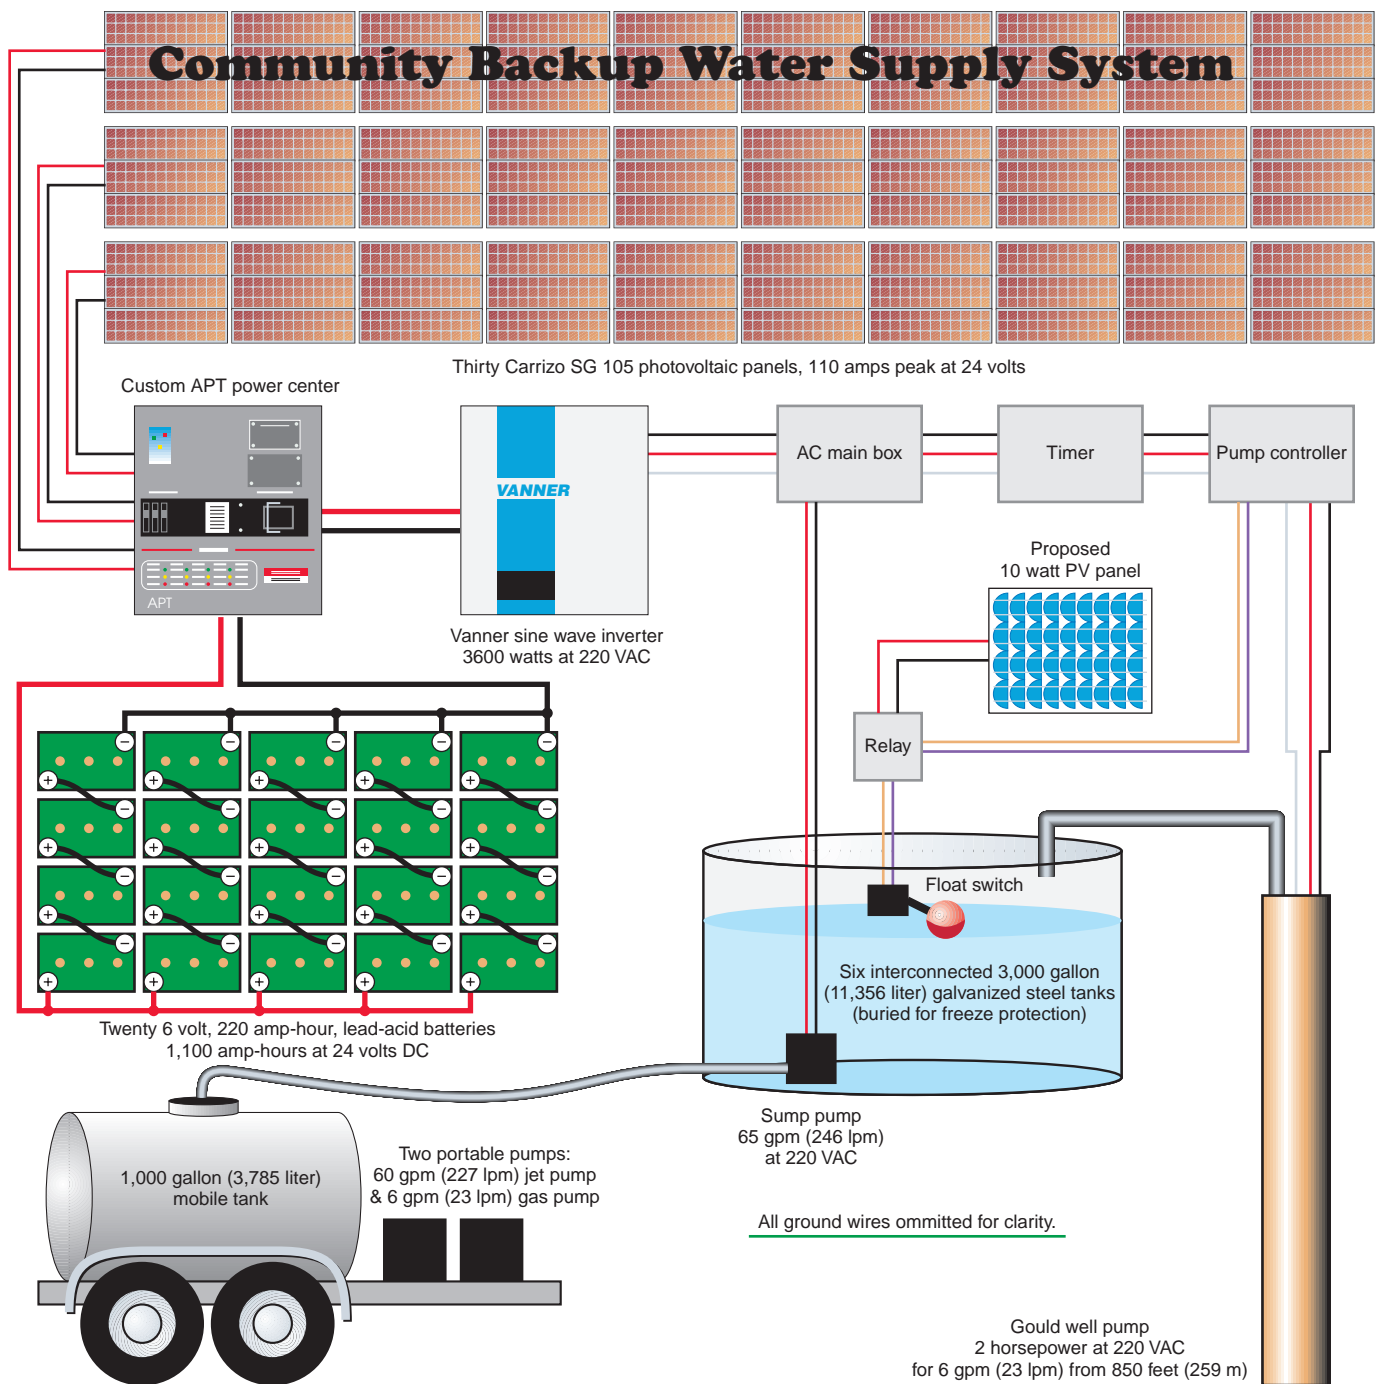 Community Backup Water Supply System
Thirty Carrizo SG 105 photovoltaic panels, 110 amps peak at 24 volts
Custom APT power center
VANNER
AC main box
Timer
Pump controller
APT
Vanner sine wave inverter
3600 watts at 220 VAC
Proposed
10 watt PV panel
Relay
Float switch
Six interconnected 3,000 gallon
(11,356 liter) galvanized steel tanks
(buried for freeze protection)
Twenty 6 volt, 220 amp-hour, lead-acid batteries
1,100 amp-hours at 24 volts DC
Sump pump
65 gpm (246 lpm)
at 220 VAC
Two portable pumps:
60 gpm (227 lpm) jet pump
& 6 gpm (23 lpm) gas pump
1,000 gallon (3,785 liter)
mobile tank
All ground wires ommitted for clarity.
Gould well pump
2 horsepower at 220 VAC
for 6 gpm (23 lpm) from 850 feet (259 m)